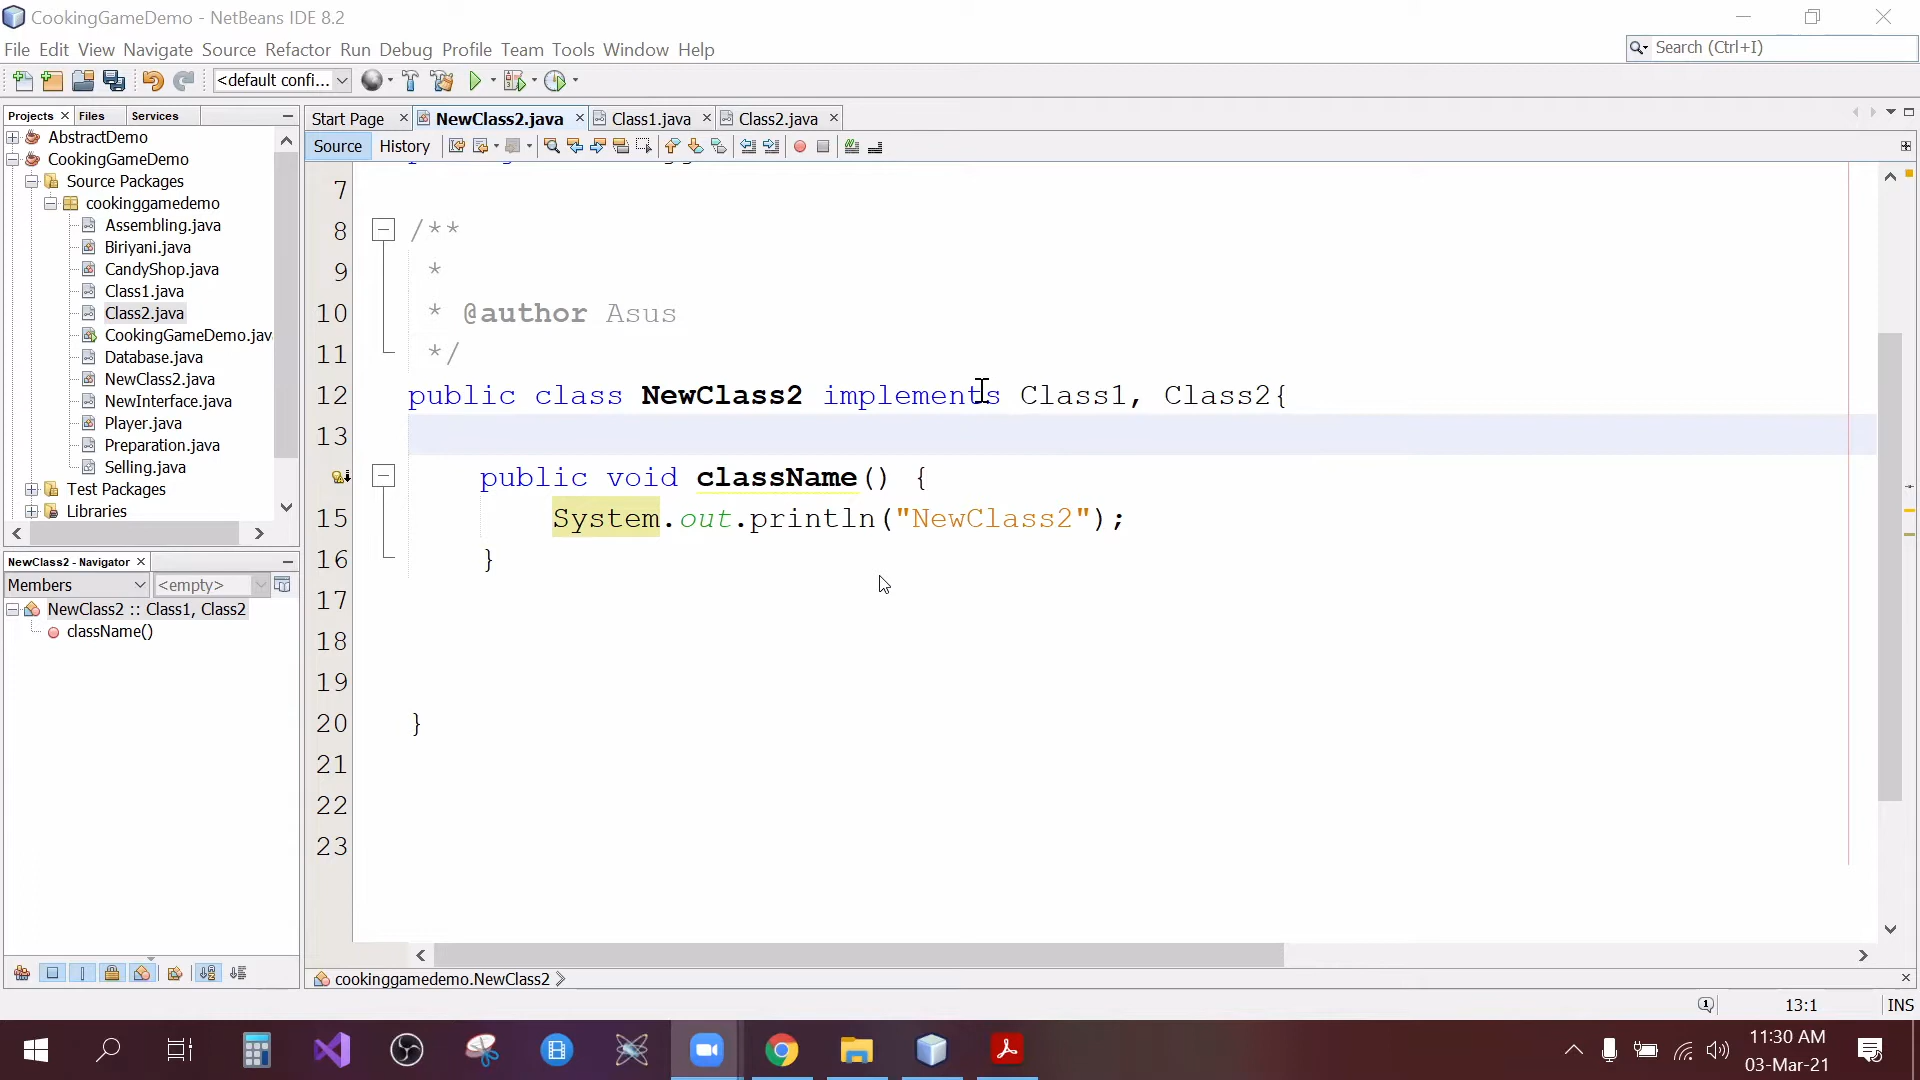 CookingGameDemo - NetBeans IDE 8.2
File Edit View Navigate Source Refactor Run Debug Profile Team Tools Window Help
Search (Ctrl+I)
<default confi...
Projects Files Services
Start Page NewClass2.java Class1.java Class2.java
Source History
AbstractDemo
CookingGameDemo
Source Packages
cookinggamedemo
Assembling.java
Biriyani.java
CandyShop.java
Class1.java
Class2.java
CookingGameDemo.jav
Database.java
NewClass2.java
NewInterface.java
Player.java
Preparation.java
Selling.java
Test Packages
Libraries
NewClass2 - Navigator
Members <empty>
NewClass2 :: Class1, Class2
className()
7
8 /**
9 *
10 * @author Asus
11 */
12 public class NewClass2 implements Class1, Class2{
13
public void className() {
15 System.out.println("NewClass2");
16 }
17
18
19
20 }
21
22
23
cookinggamedemo.NewClass2
13:1 INS
11:30 AM
03-Mar-21